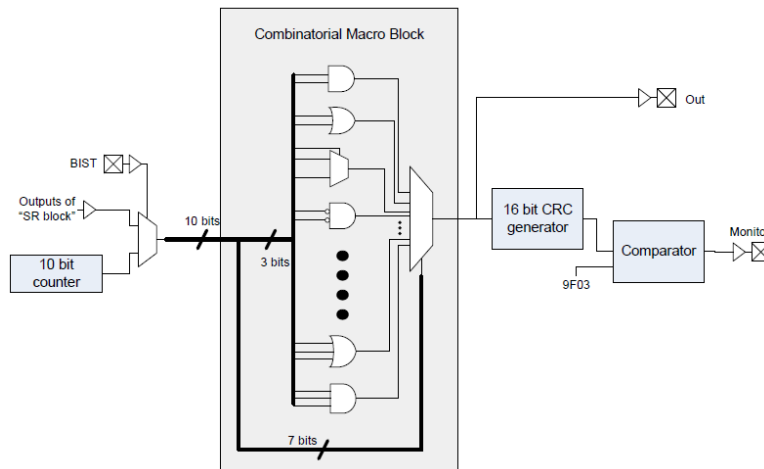 Combinatorial Macro Block
Out
BIST
Outputs of
"SR block"
10 bits
16 bit CRC
generator
Monitor
3 bits
Comparator
10 bit
counter
9F03
7 bits